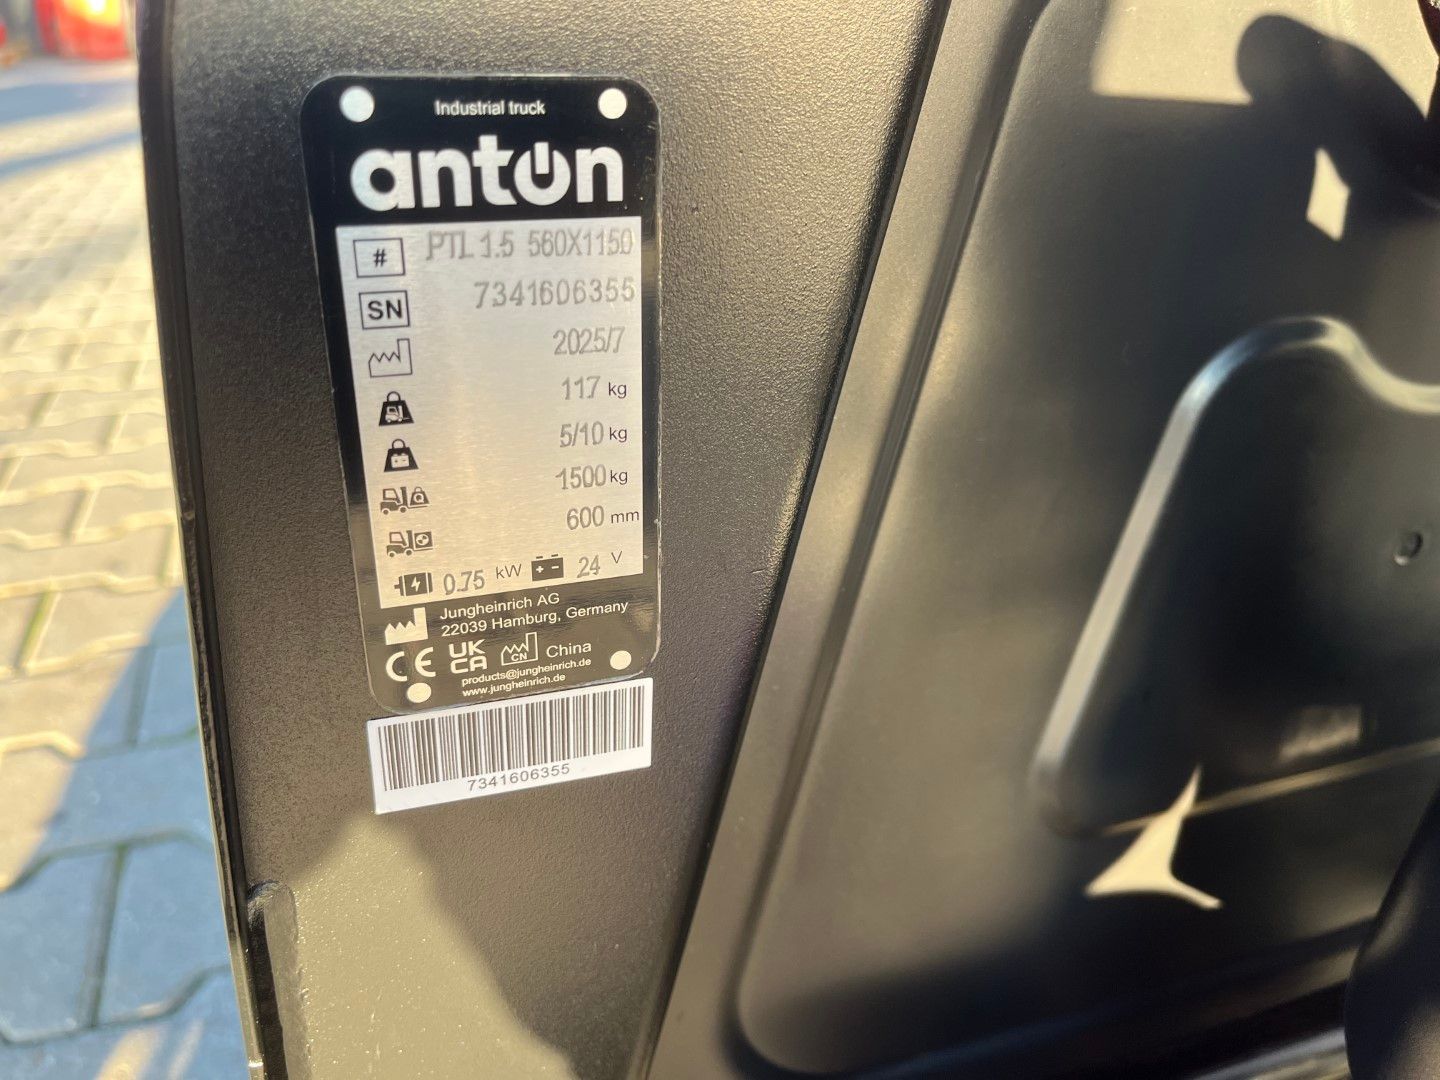 Industrial truck
anton
# PTL 1.5 560X1150
SN 7341606355
2025/7
117 kg
5/10 kg
1500 kg
600 mm
0.75 kW 24 V
Jungheinrich AG
22039 Hamburg, Germany
CE UK CA CN China
products@jungheinrich.de
www.jungheinrich.de
7341606355